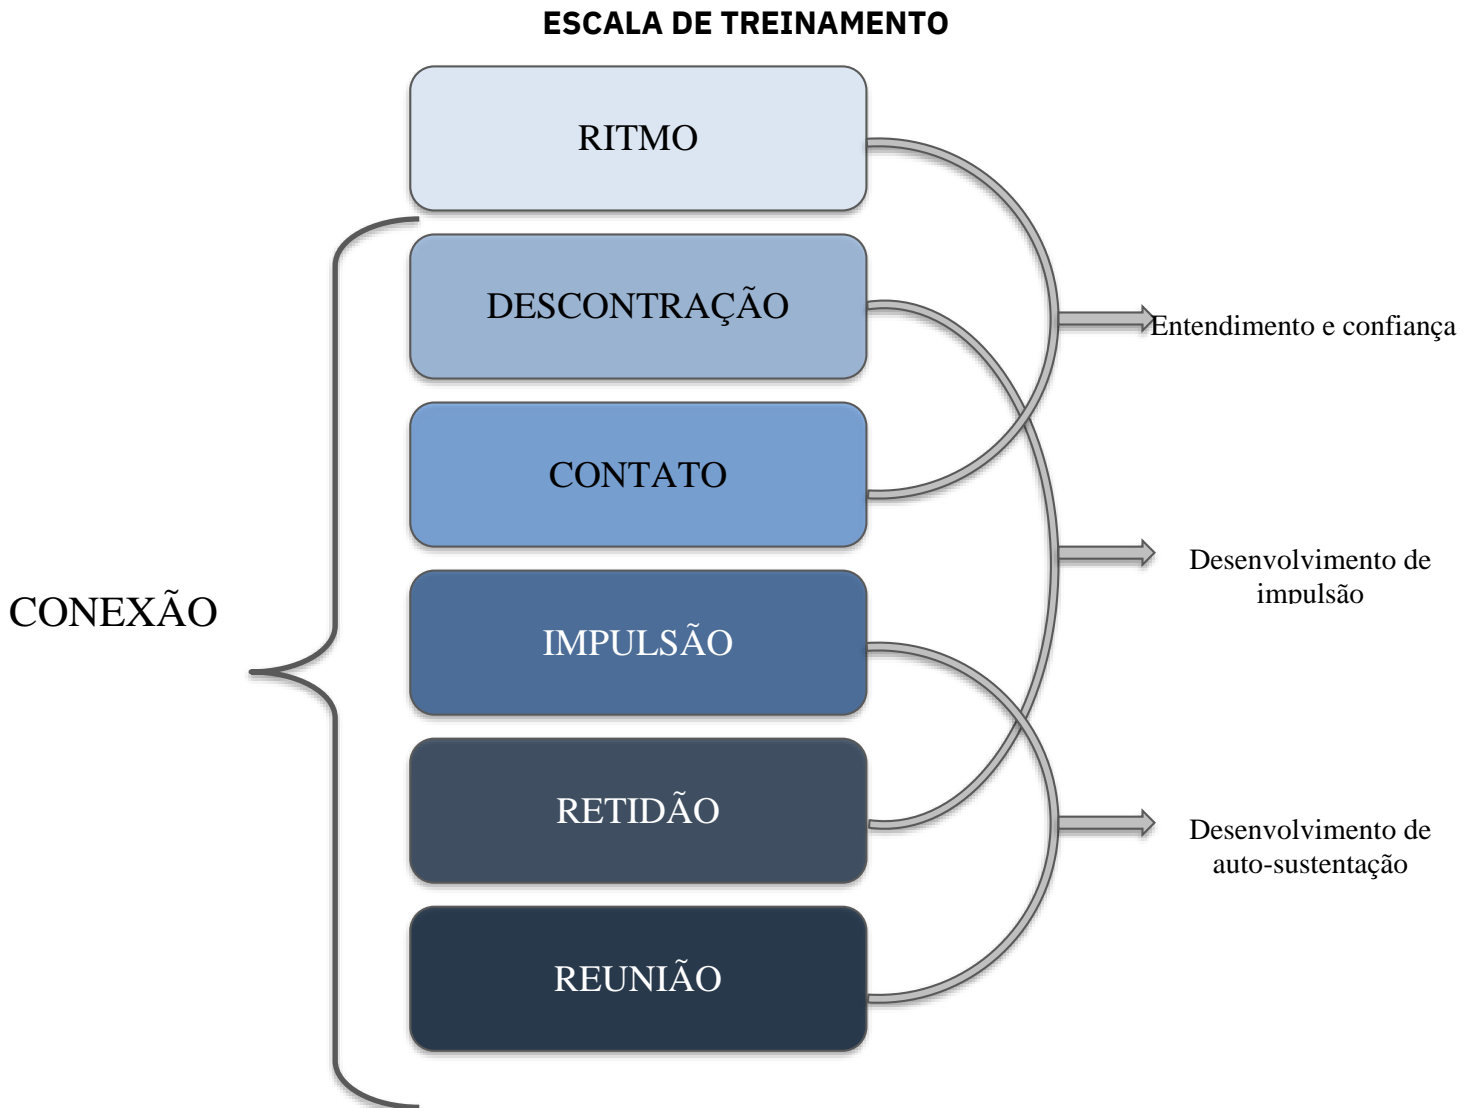 ESCALA DE TREINAMENTO
RITMO
DESCONTRAÇÃO
Entendimento e confiança
CONTATO
Desenvolvimento de
impulsão
CONEXÃO
IMPULSÃO
RETIDÃO
Desenvolvimento de
auto-sustentação
REUNIÃO